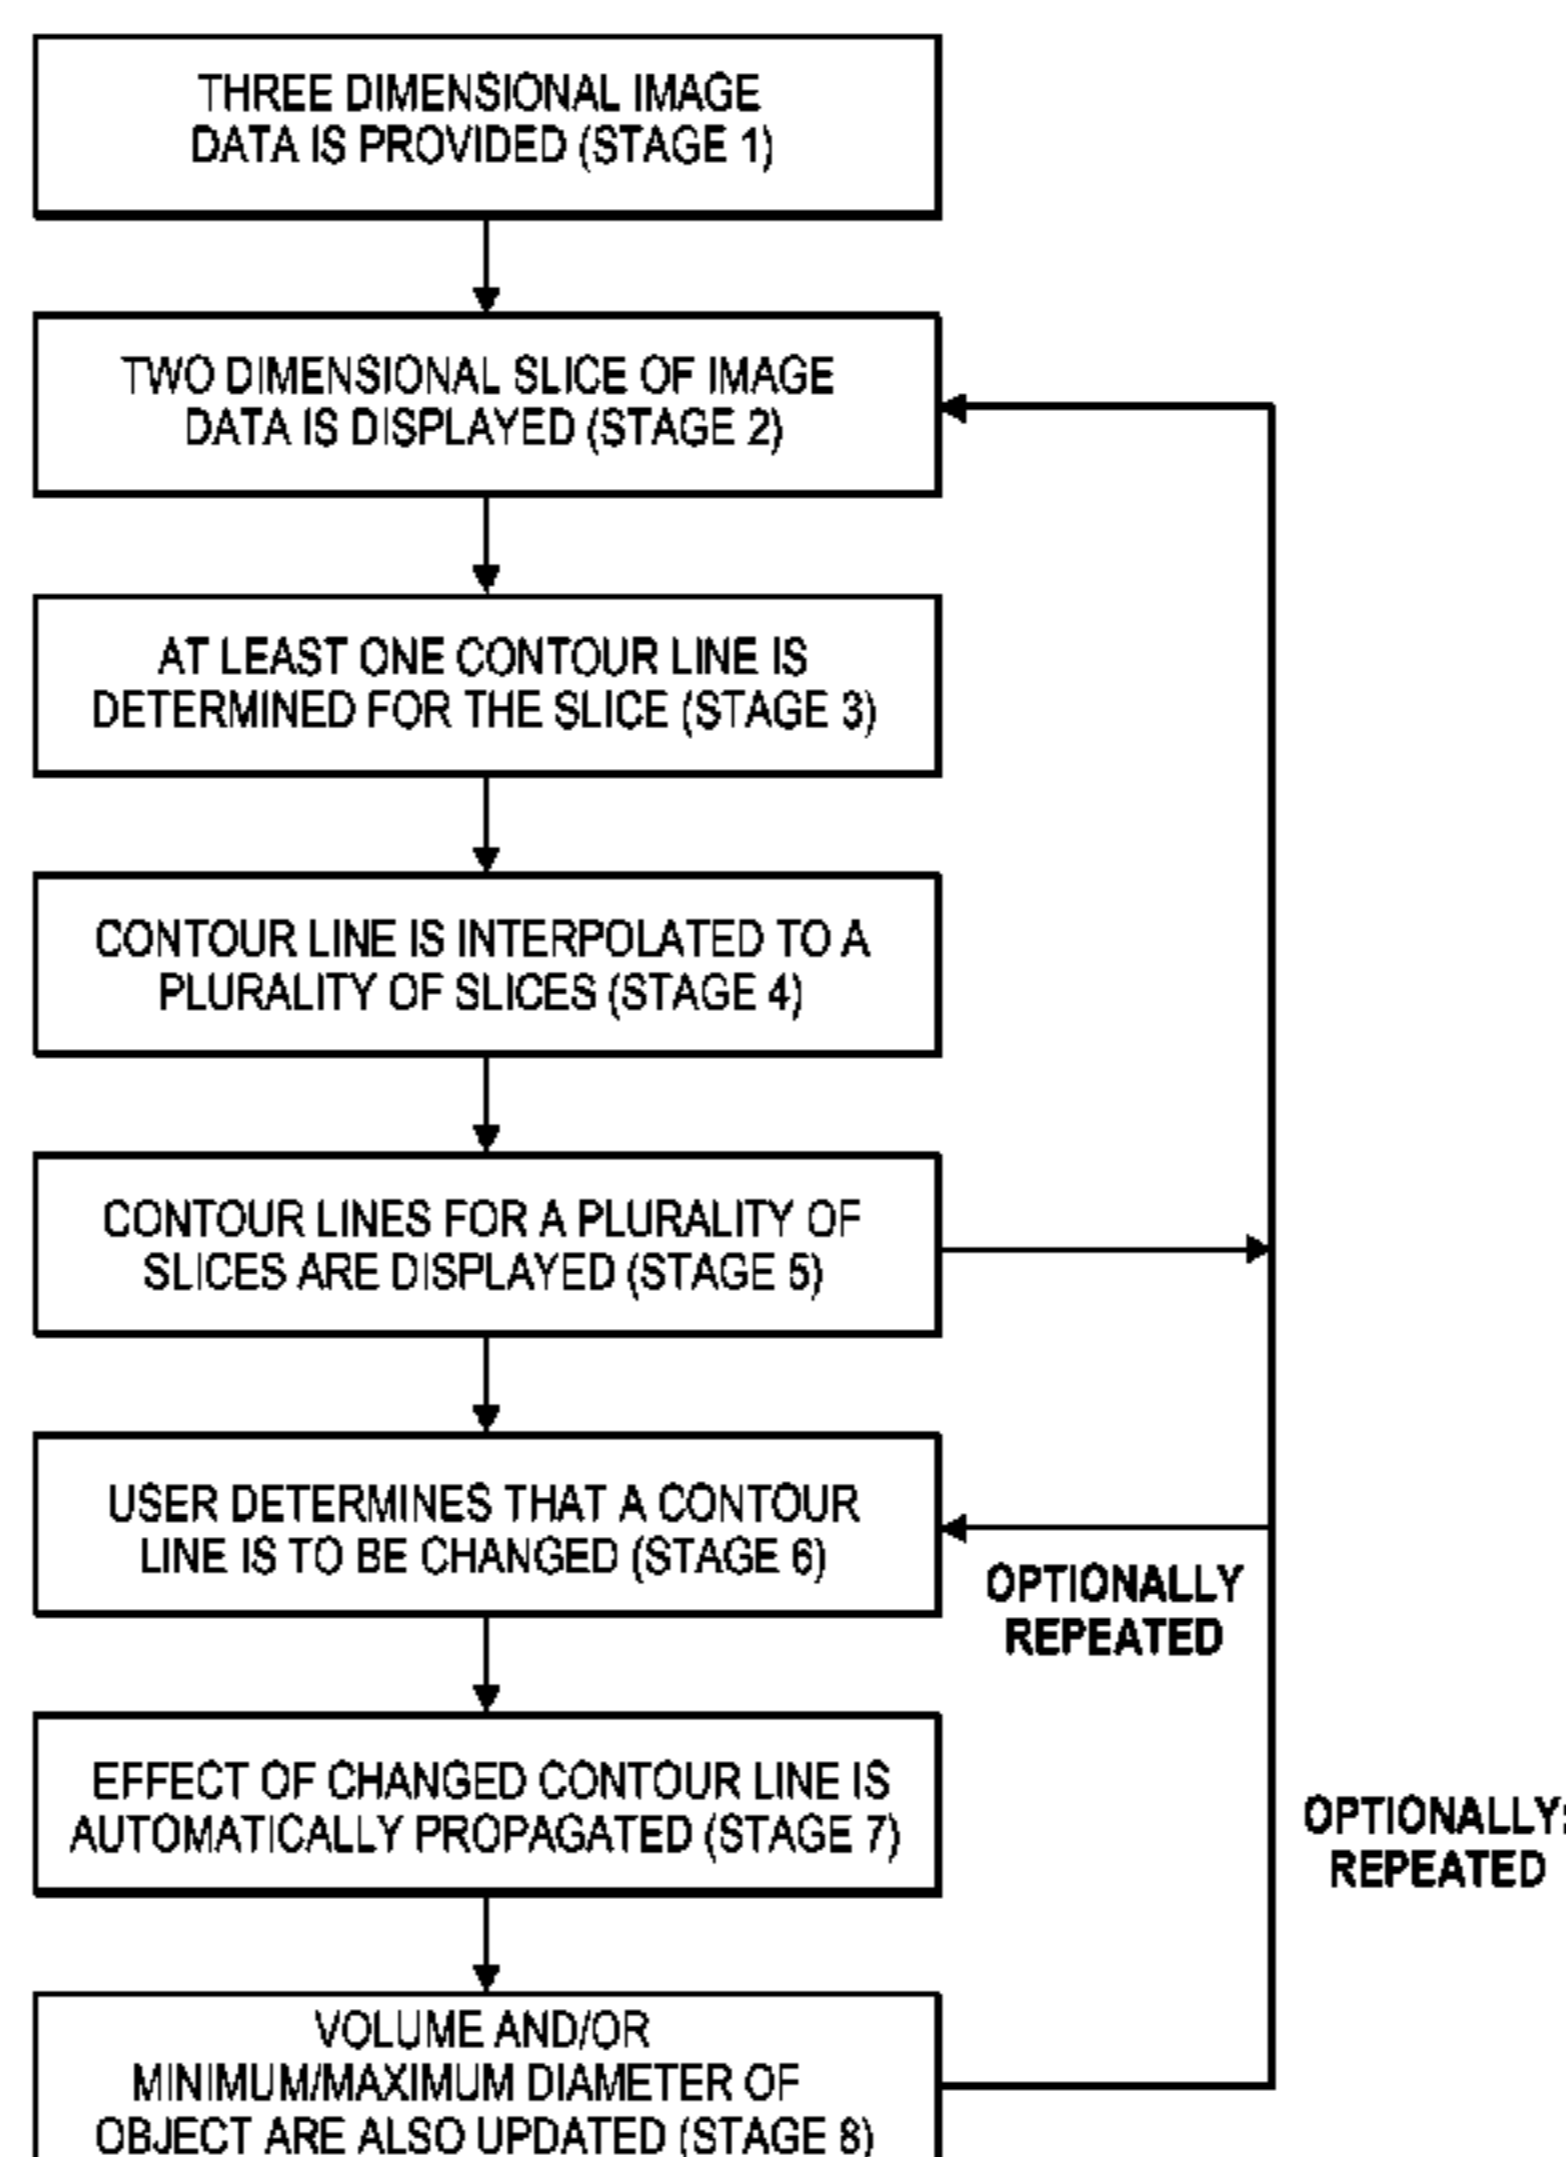 THREE DIMENSIONAL IMAGE
DATA IS PROVIDED (STAGE 1)
TWO DIMENSIONAL SLICE OF IMAGE
DATA IS DISPLAYED (STAGE 2)
AT LEAST ONE CONTOUR LINE IS
DETERMINED FOR THE SLICE (STAGE 3)
CONTOUR LINE IS INTERPOLATED TO A
PLURALITY OF SLICES (STAGE 4)
CONTOUR LINES FOR A PLURALITY OF
SLICES ARE DISPLAYED (STAGE 5)
USER DETERMINES THAT A CONTOUR
LINE IS TO BE CHANGED (STAGE 6)
OPTIONALLY
REPEATED
EFFECT OF CHANGED CONTOUR LINE IS
AUTOMATICALLY PROPAGATED (STAGE 7)
OPTIONALLY:
REPEATED
VOLUME AND/OR
MINIMUM/MAXIMUM DIAMETER OF
OBJECT ARE ALSO UPDATED (STAGE 8)